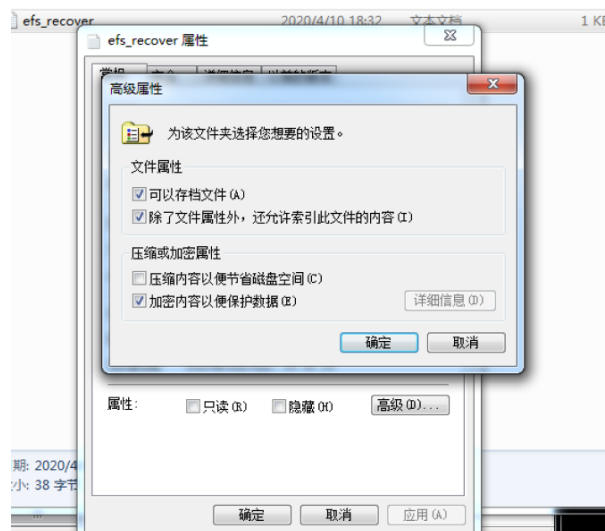 efs_recover 2020/4/10 18:32 文本文档 1 KB
efs_recover 属性
高级属性
为该文件夹选择您想要的设置。
文件属性
可以存档文件(A)
除了文件属性外，还允许索引此文件的内容(I)
压缩或加密属性
压缩内容以便节省磁盘空间(C)
加密内容以便保护数据(E)
详细信息(D)
确定 取消
属性: 只读(R) 隐藏(H) 高级(D)...
期: 2020/4
小: 38 字节
确定 取消 应用(A)